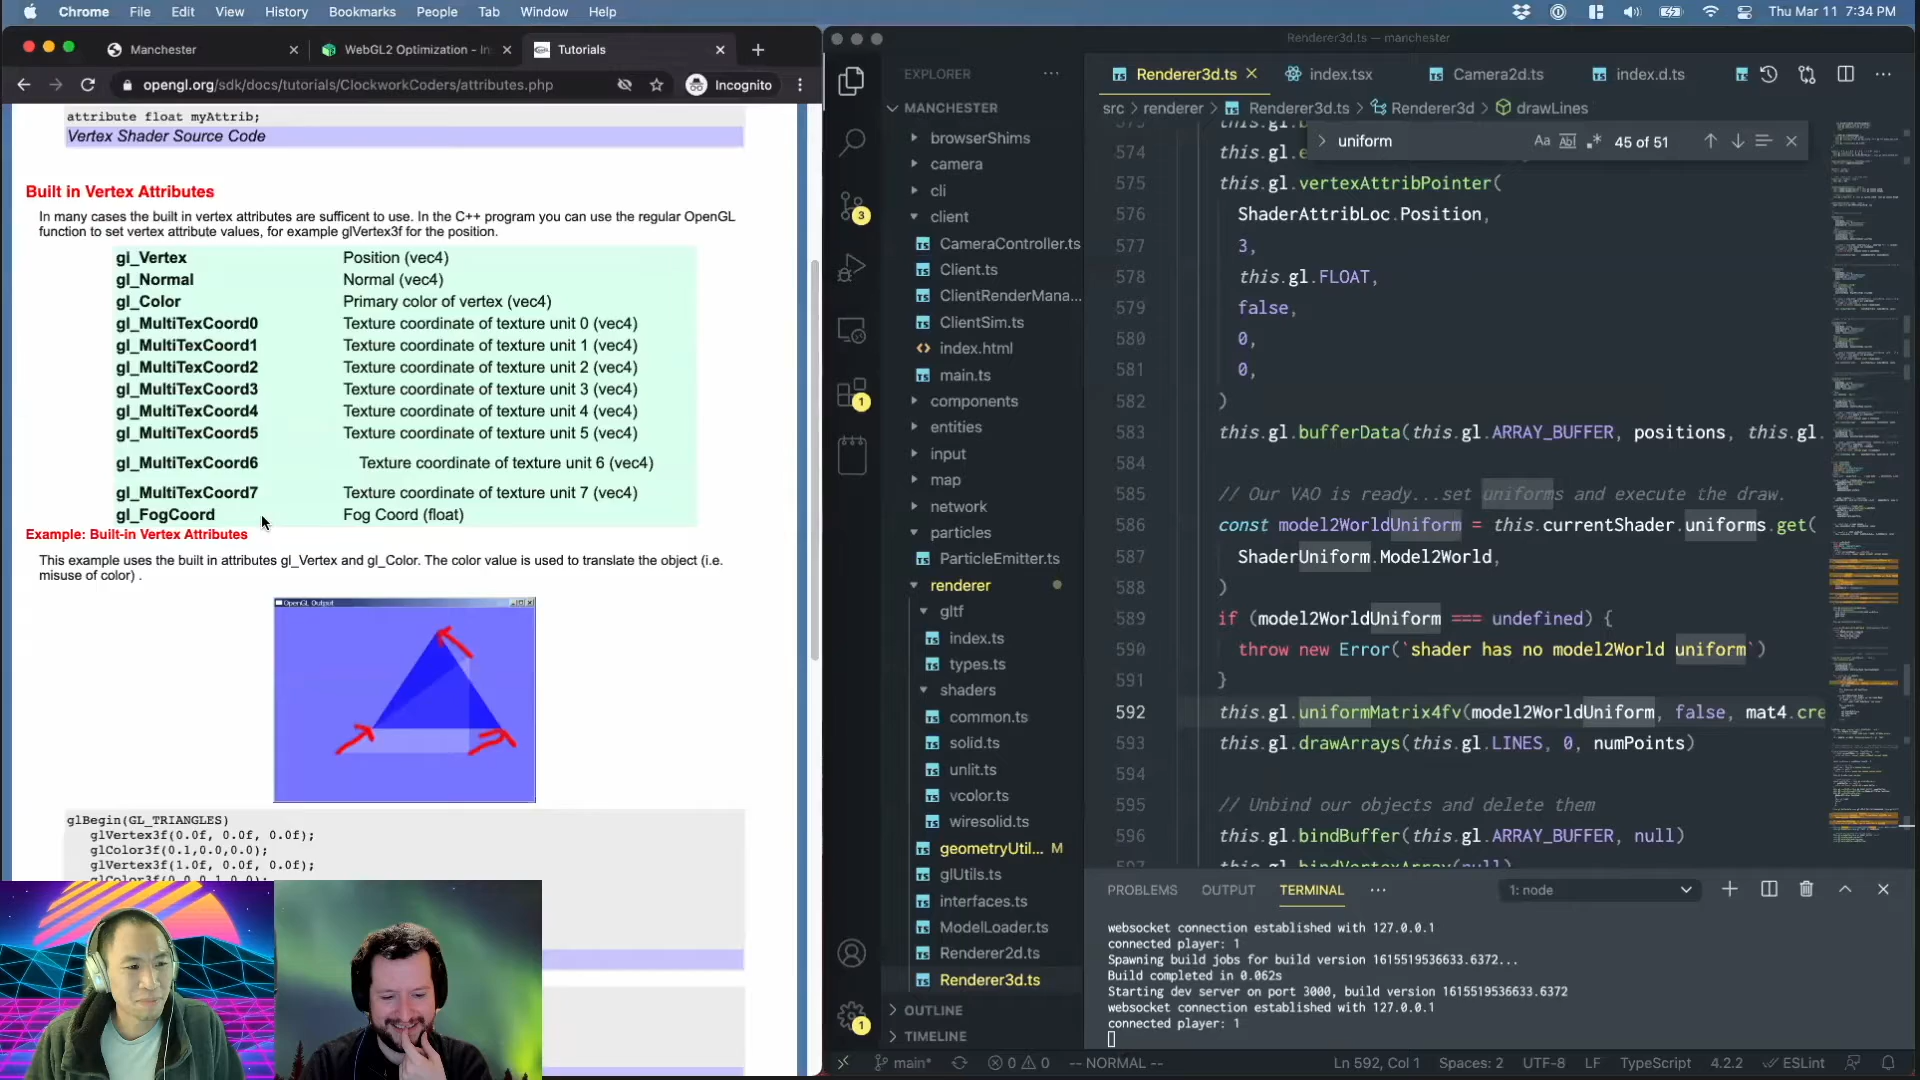 Chrome File Edit View History Bookmarks People Tab Window Help
Thu Mar 11 7:34 PM
Manchester
WebGL2 Optimization - In
Tutorials
opengl.org/sdk/docs/tutorials/ClockworkCoders/attributes.php
Incognito
attribute float myAttrib;
Vertex Shader Source Code
Built in Vertex Attributes
In many cases the built in vertex attributes are sufficent to use. In the C++ program you can use the regular OpenGL
function to set vertex attribute values, for example glVertex3f for the position.
gl_Vertex Position (vec4)
gl_Normal Normal (vec4)
gl_Color Primary color of vertex (vec4)
gl_MultiTexCoord0 Texture coordinate of texture unit 0 (vec4)
gl_MultiTexCoord1 Texture coordinate of texture unit 1 (vec4)
gl_MultiTexCoord2 Texture coordinate of texture unit 2 (vec4)
gl_MultiTexCoord3 Texture coordinate of texture unit 3 (vec4)
gl_MultiTexCoord4 Texture coordinate of texture unit 4 (vec4)
gl_MultiTexCoord5 Texture coordinate of texture unit 5 (vec4)
gl_MultiTexCoord6 Texture coordinate of texture unit 6 (vec4)
gl_MultiTexCoord7 Texture coordinate of texture unit 7 (vec4)
gl_FogCoord Fog Coord (float)
Example: Built-in Vertex Attributes
This example uses the built in attributes gl_Vertex and gl_Color. The color value is used to translate the object (i.e.
misuse of color) .
OpenGL Output
glBegin(GL_TRIANGLES)
glVertex3f(0.0f, 0.0f, 0.0f);
glColor3f(0.1,0.0,0.0);
glVertex3f(1.0f, 0.0f, 0.0f);
glColor3f(0.0,0.1,0.0);
Renderer3d.ts — manchester
EXPLORER
MANCHESTER
browserShims
camera
cli
client
CameraController.ts
Client.ts
ClientRenderMana...
ClientSim.ts
index.html
main.ts
components
entities
input
map
network
particles
ParticleEmitter.ts
renderer
gltf
index.ts
types.ts
shaders
common.ts
solid.ts
unlit.ts
vcolor.ts
wiresolid.ts
geometryUtil... M
glUtils.ts
interfaces.ts
ModelLoader.ts
Renderer2d.ts
Renderer3d.ts
OUTLINE
TIMELINE
3
1
1
Renderer3d.ts index.tsx Camera2d.ts index.d.ts
src > renderer > Renderer3d.ts > Renderer3d > drawLines
uniform Aa Abl .* 45 of 51
574 this.gl.e
575 this.gl.vertexAttribPointer(
576 ShaderAttribLoc.Position,
577 3,
578 this.gl.FLOAT,
579 false,
580 0,
581 0,
582 )
583 this.gl.bufferData(this.gl.ARRAY_BUFFER, positions, this.gl.
584
585 // Our VAO is ready...set uniforms and execute the draw.
586 const model2WorldUniform = this.currentShader.uniforms.get(
587 ShaderUniform.Model2World,
588 )
589 if (model2WorldUniform === undefined) {
590 throw new Error(`shader has no model2World uniform`)
591 }
592 this.gl.uniformMatrix4fv(model2WorldUniform, false, mat4.cre
593 this.gl.drawArrays(this.gl.LINES, 0, numPoints)
594
595 // Unbind our objects and delete them
596 this.gl.bindBuffer(this.gl.ARRAY_BUFFER, null)
597 this.gl.bindVertexArray(null)
PROBLEMS OUTPUT TERMINAL ··· 1: node
websocket connection established with 127.0.0.1
connected player: 1
Spawning build jobs for build version 1615519536633.6372...
Build completed in 0.062s
Starting dev server on port 3000, build version 1615519536633.6372
websocket connection established with 127.0.0.1
connected player: 1
main* 0 0 -- NORMAL -- Ln 592, Col 1 Spaces: 2 UTF-8 LF TypeScript 4.2.2 ESLint